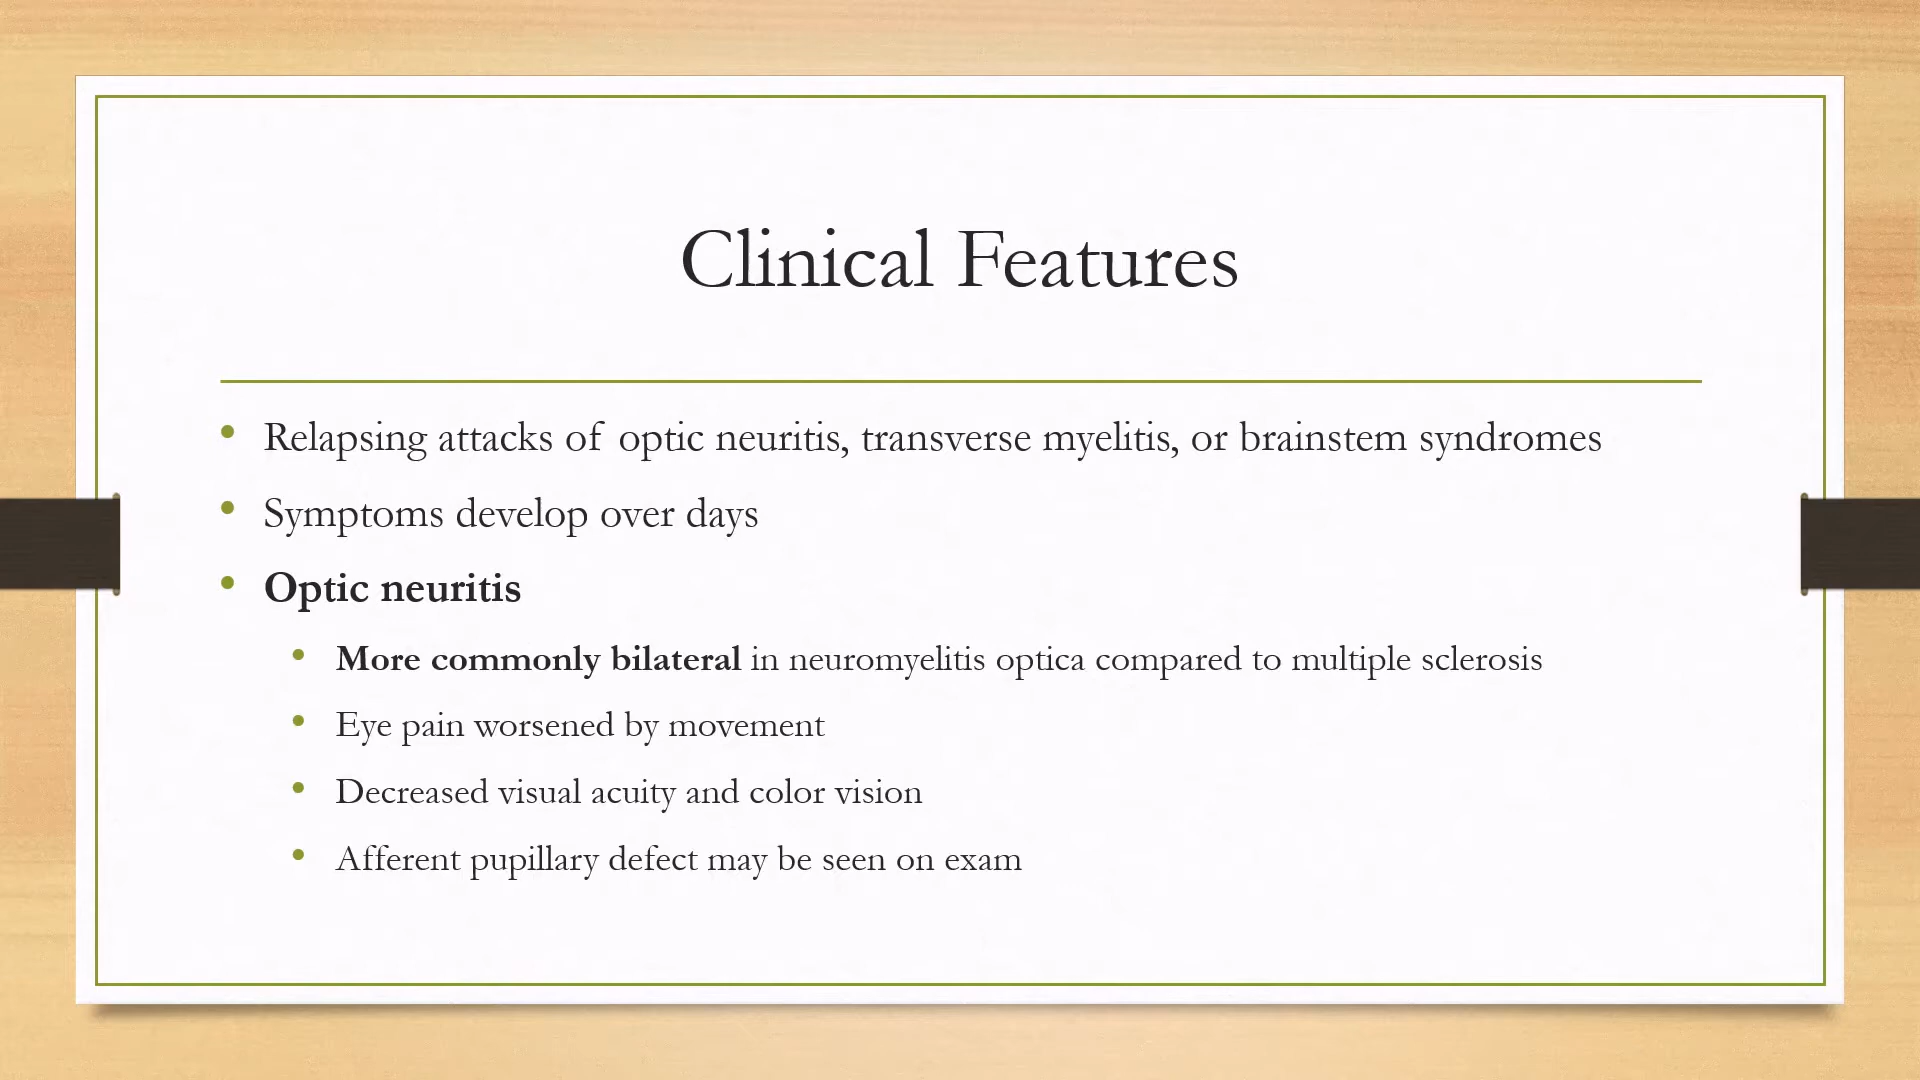 Clinical Features
• Relapsing attacks of optic neuritis, transverse myelitis, or brainstem syndromes
• Symptoms develop over days
• Optic neuritis
• More commonly bilateral in neuromyelitis optica compared to multiple sclerosis
• Eye pain worsened by movement
• Decreased visual acuity and color vision
• Afferent pupillary defect may be seen on exam